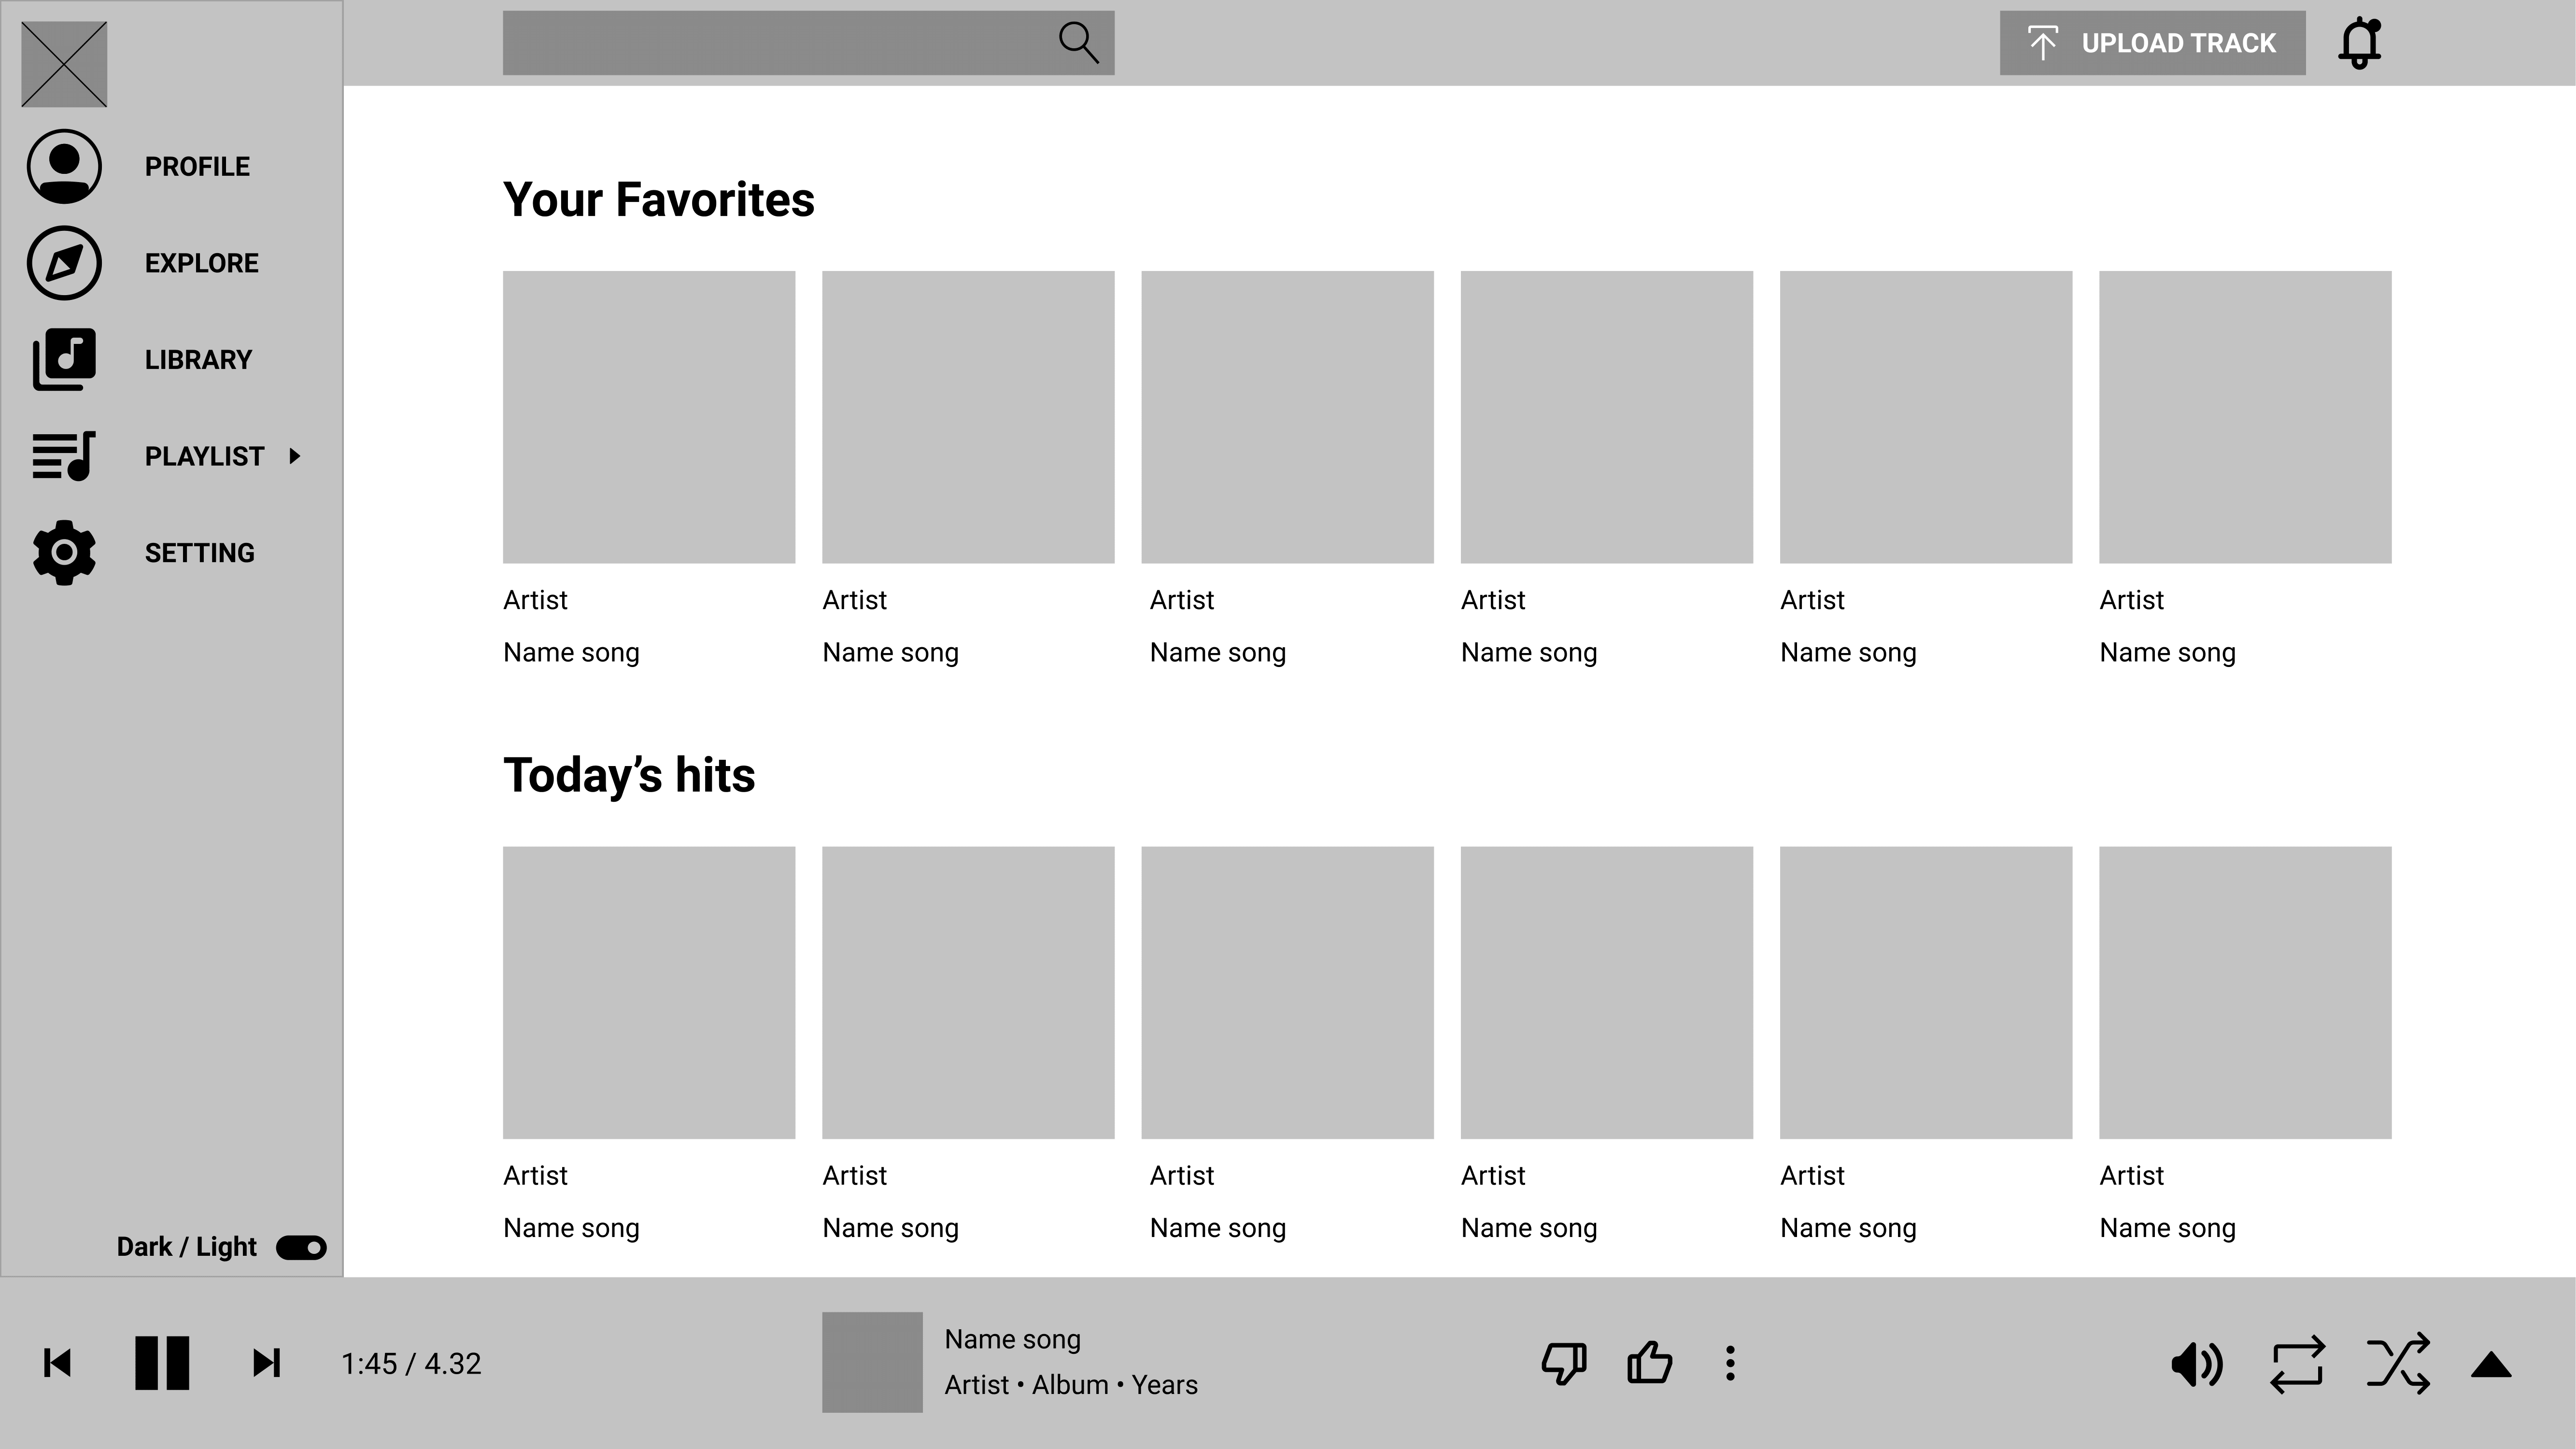 UPLOAD TRACK
PROFILE
EXPLORE
LIBRARY
PLAYLIST
SETTING
Dark / Light
Your Favorites
Artist
Name song
Artist
Name song
Artist
Name song
Artist
Name song
Artist
Name song
Artist
Name song
Today’s hits
Artist
Name song
Artist
Name song
Artist
Name song
Artist
Name song
Artist
Name song
Artist
Name song
1:45 / 4.32
Name song
Artist • Album • Years